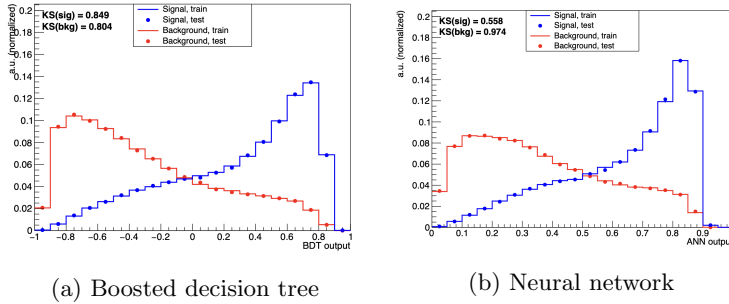 KS(sig) = 0.849
KS(bkg) = 0.804
Signal, train
Signal, test
Background, train
Background, test
a.u. (normalized)
0.2
0.18
0.16
0.14
0.12
0.1
0.08
0.06
0.04
0.02
0
−1 −0.8 −0.6 −0.4 −0.2 0 0.2 0.4 0.6 0.8 1
BDT output
(a) Boosted decision tree
KS(sig) = 0.558
KS(bkg) = 0.974
Signal, train
Signal, test
Background, train
Background, test
a.u. (normalized)
0.2
0.18
0.16
0.14
0.12
0.1
0.08
0.06
0.04
0.02
0
0 0.1 0.2 0.3 0.4 0.5 0.6 0.7 0.8 0.9
ANN output
(b) Neural network